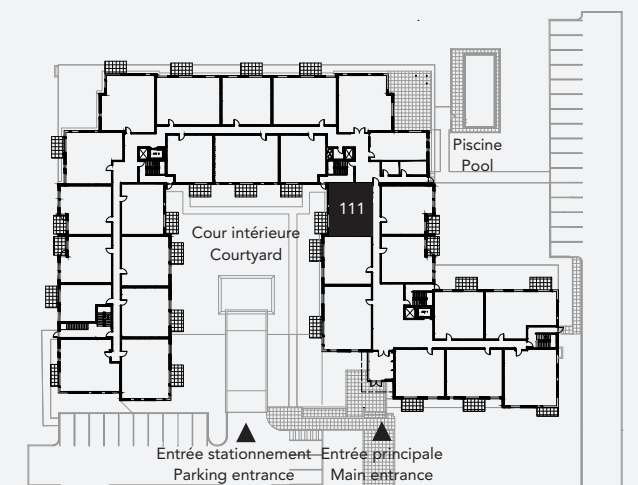 Piscine
Pool
111
Cour intérieure
Courtyard
Entrée stationnement
Parking entrance
Entrée principale
Main entrance